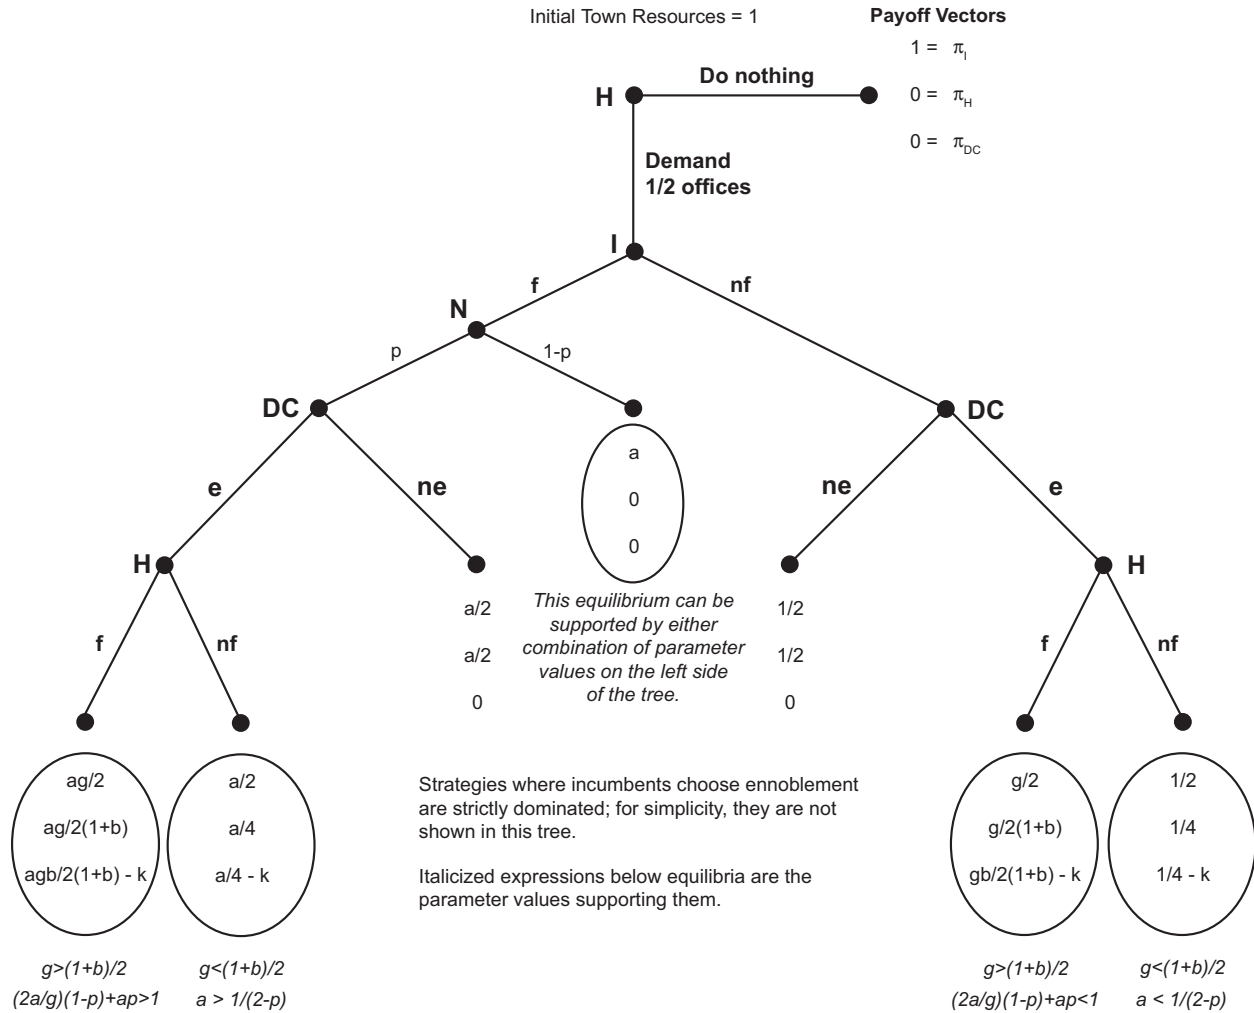 Initial Town Resources = 1
Payoff Vectors
1 = π_I
H
Do nothing
0 = π_H
0 = π_DC
Demand
1/2 offices
I
f
nf
N
p
1-p
DC
DC
a
0
0
e
ne
ne
e
H
H
This equilibrium can be
supported by either
combination of parameter
values on the left side
of the tree.
a/2
a/2
0
1/2
1/2
0
f
nf
f
nf
ag/2
ag/2(1+b)
agb/2(1+b) - k
a/2
a/4
a/4 - k
Strategies where incumbents choose ennoblement
are strictly dominated; for simplicity, they are not
shown in this tree.
Italicized expressions below equilibria are the
parameter values supporting them.
g/2
g/2(1+b)
gb/2(1+b) - k
1/2
1/4
1/4 - k
g>(1+b)/2
(2a/g)(1-p)+ap>1
g<(1+b)/2
a > 1/(2-p)
g>(1+b)/2
(2a/g)(1-p)+ap<1
g<(1+b)/2
a < 1/(2-p)